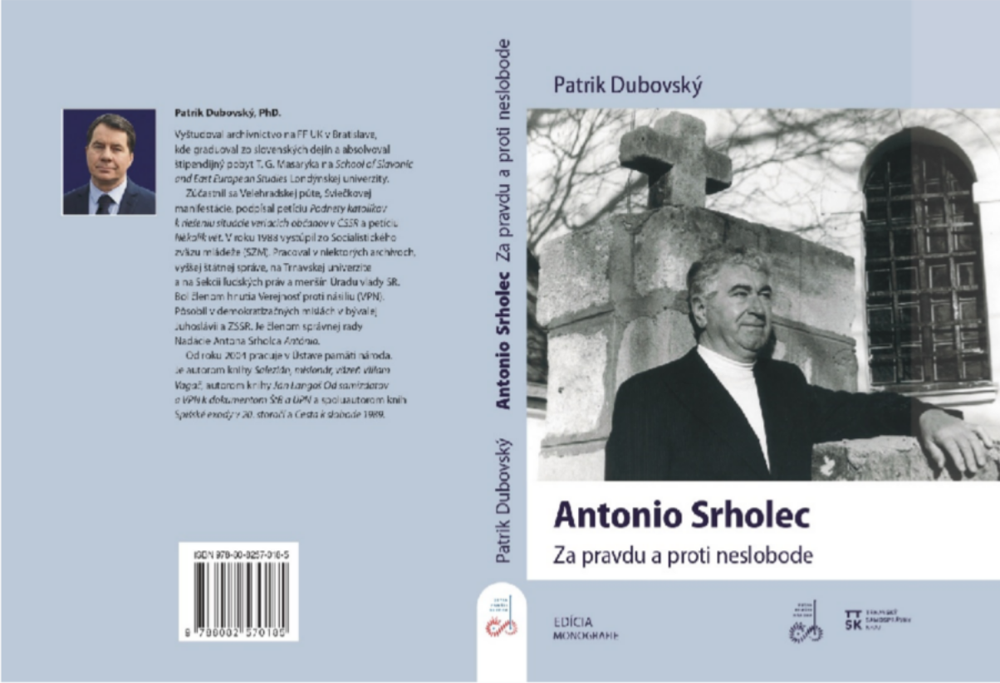 Patrik Dubovský, PhD.
Vyštudoval archívnictvo na FF UK v Bratislave,
kde graduoval zo slovenských dejín a absolvoval
štipendijný pobyt T. G. Masaryka na School of Slavonic
and East European Studies Londýnskej univerzity.
Zúčastnil sa Velehradskej púte, Sviečkovej
manifestácie, podpísal petíciu Podnety katolíkov
k riešeniu situácie veriacich občanov v ČSSR a petíciu
Několik vět. V roku 1988 vystúpil zo Socialistického
zväzu mládeže (SZM). Pracoval v niektorých archívoch,
vyššej štátnej správe, na Trnavskej univerzite
a na Sekcii ľudských práv a menšín Úradu vlády SR.
Bol členom hnutia Verejnosť proti násiliu (VPN).
Pôsobil v demokratizačných misiách v bývalej
Juhoslávii a ZSSR. Je členom správnej rady
Nadácie Antona Srholca António.
Od roku 2004 pracuje v Ústave pamäti národa.
Je autorom knihy Salezián, misionár, väzeň Viliam
Vagač, autorom knihy Ján Langoš Od samizdatov
a VPN k dokumentom ŠtB a ÚPN a spoluautorom kníh
Spišské exody v 20. storočí a Cesta k slobode 1989.
ISBN 978-80-8257-018-5
9 788082 570185
Patrik Dubovský Antonio Srholec Za pravdu a proti neslobode
Patrik Dubovský
Antonio Srholec
Za pravdu a proti neslobode
EDÍCIA
MONOGRAFIE
TT
SK